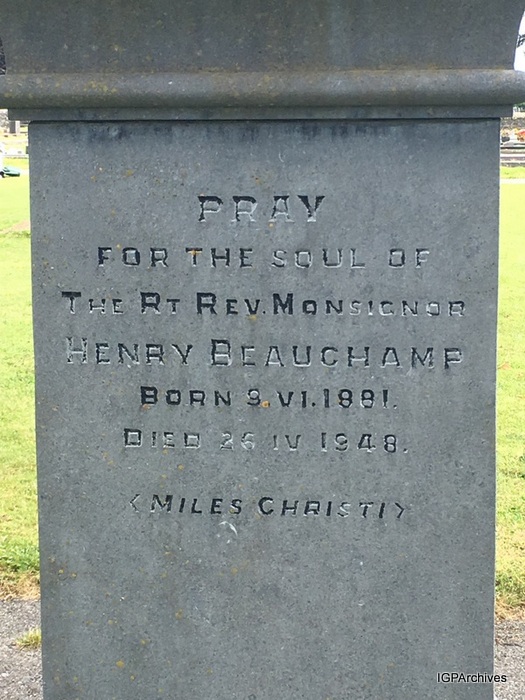 PRAY
FOR THE SOUL OF
THE RT REV. MONSIGNOR
HENRY BEAUCHAMP
BORN 9.VI.1881.
DIED 26 IV 1948.
<MILES CHRISTI>
IGPArchives